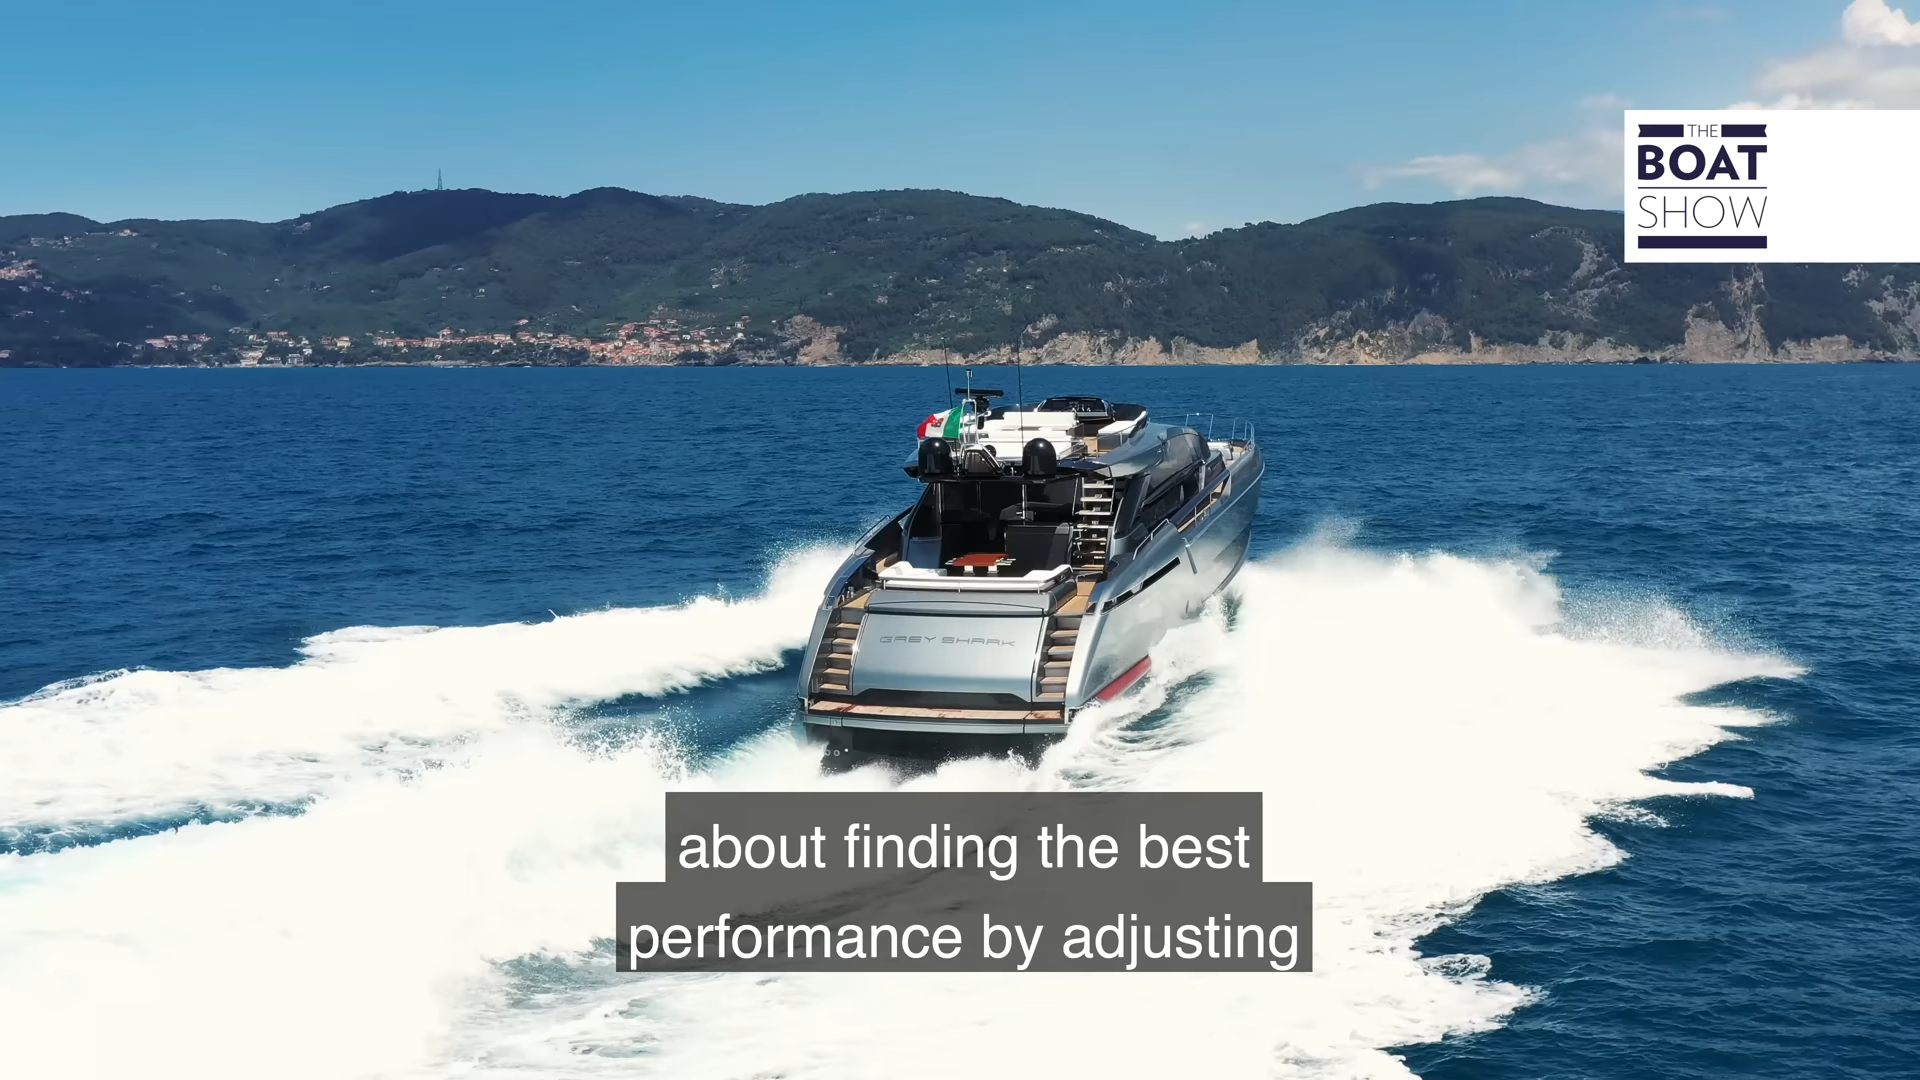 THE
BOAT
SHOW
GREY SHARK
about finding the best
performance by adjusting